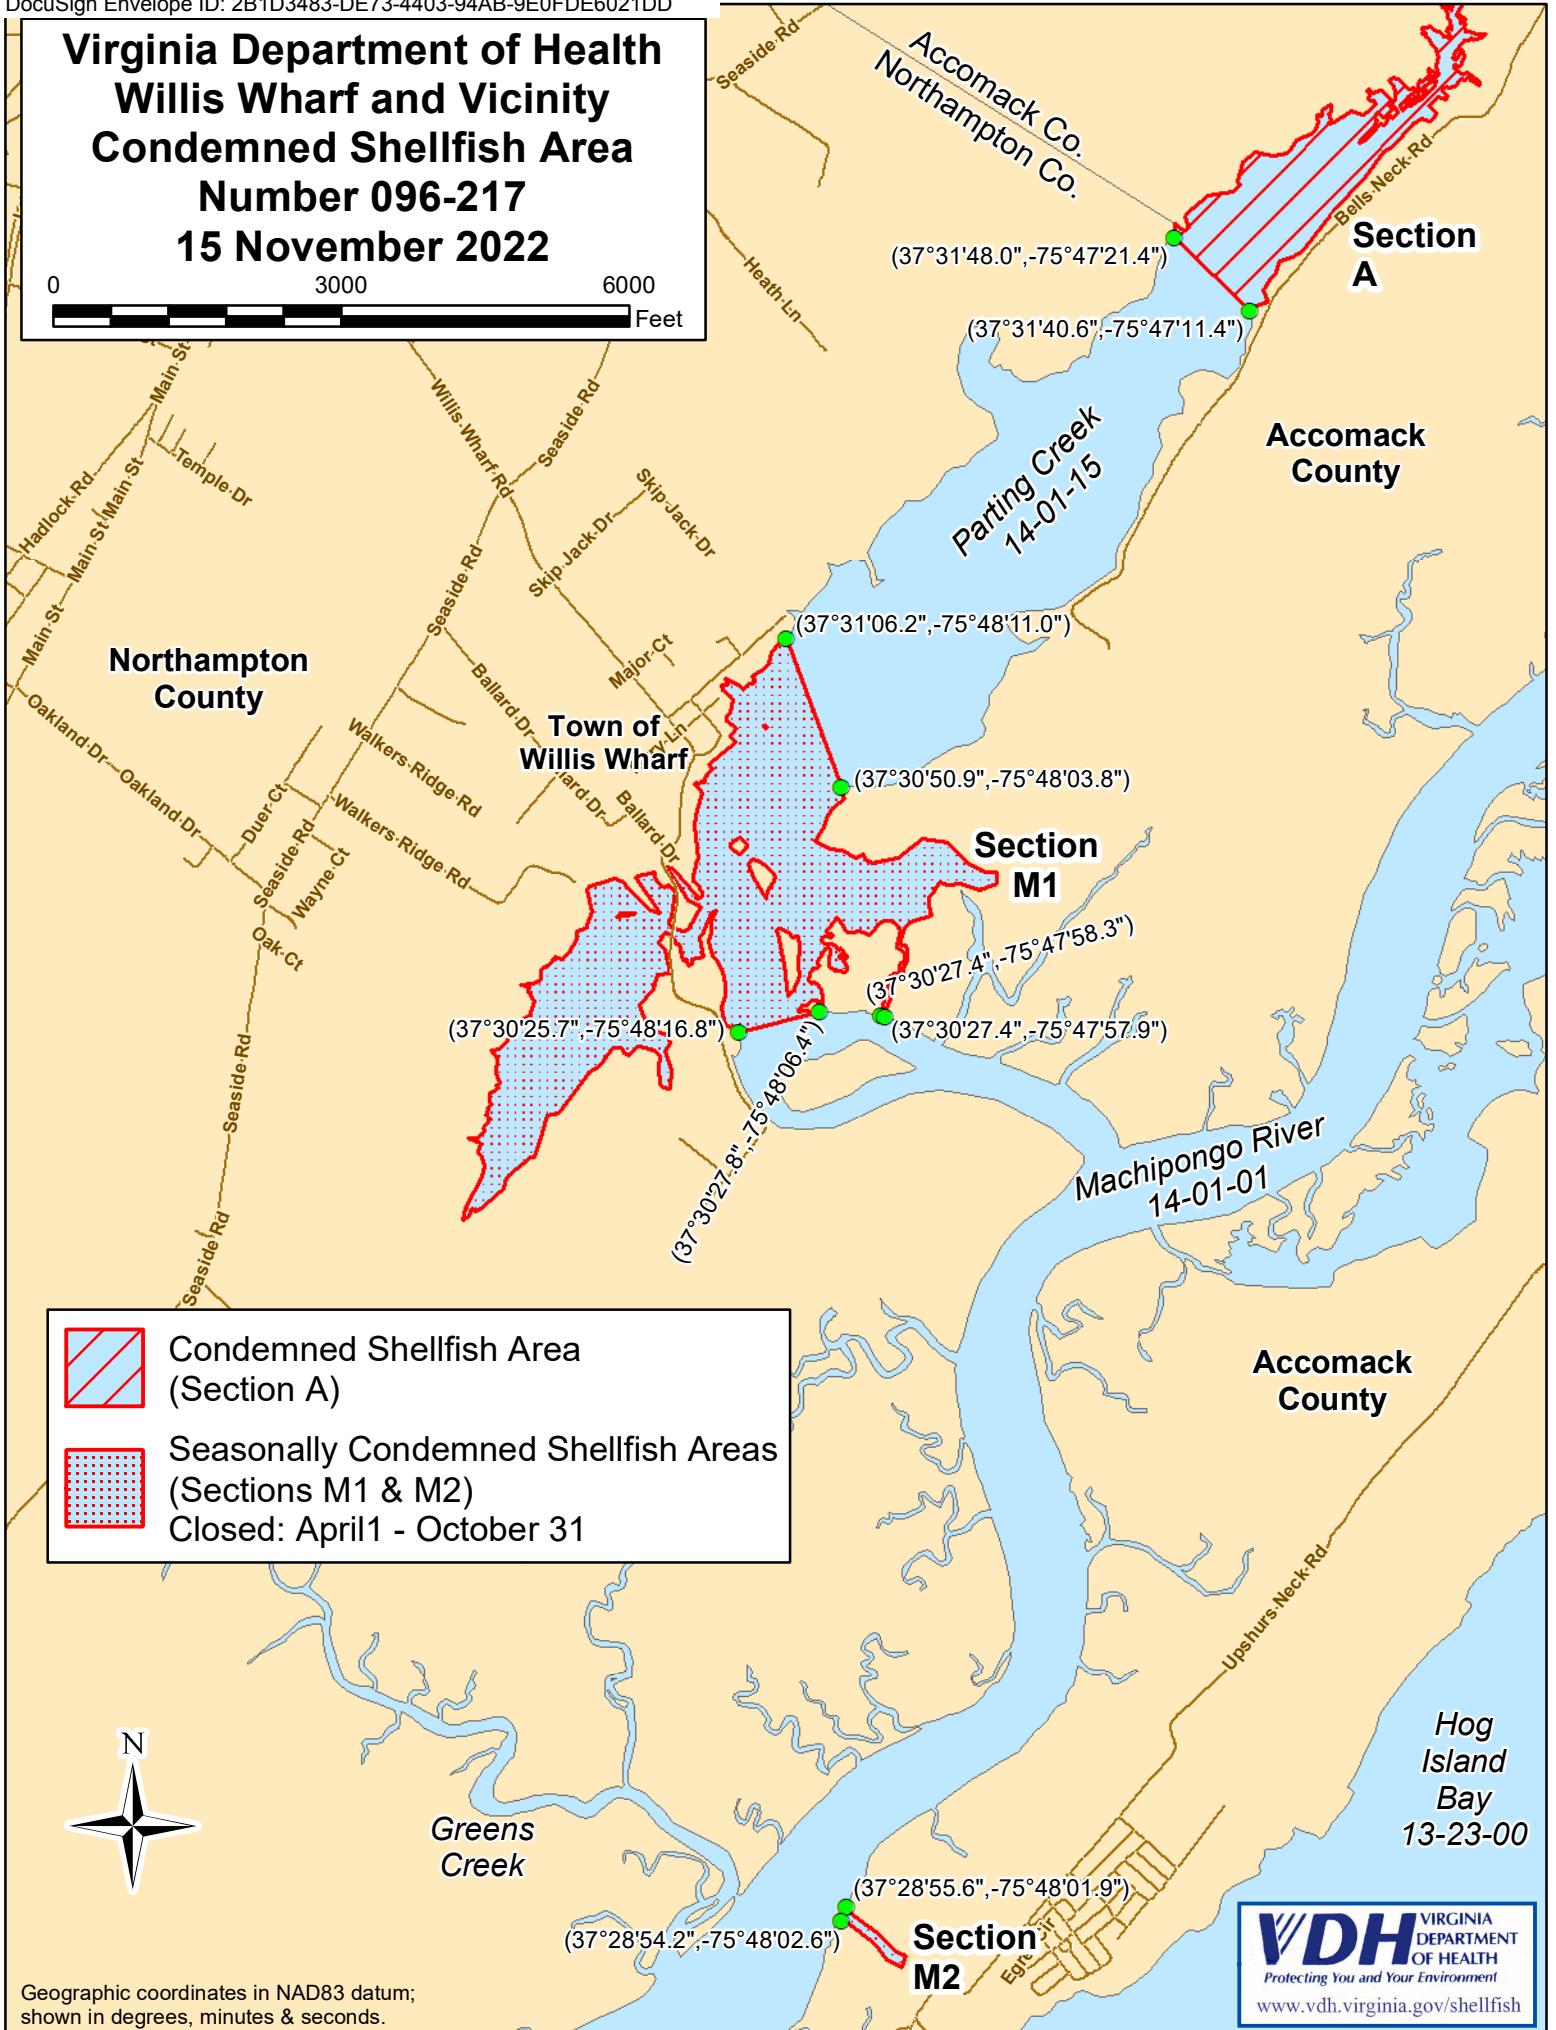 DocuSign Envelope ID: 2B1D3483-DE73-4403-94AB-9E0FDE6021DD
Virginia Department of Health
Willis Wharf and Vicinity
Condemned Shellfish Area
Number 096-217
15 November 2022
0 3000 6000
Feet
Seaside Rd
Accomack Co.
Northampton Co.
Bells Neck Rd
Section
A
(37°31'48.0",-75°47'21.4")
(37°31'40.6",-75°47'11.4")
Heath Ln
Main St
Willis Wharf Rd
Seaside Rd
Temple Dr
Hadlock Rd
Main St
Main St
Main St
Skip Jack Dr
Skip Jack Dr
Parting Creek
14-01-15
Accomack
County
Seaside Rd
(37°31'06.2",-75°48'11.0")
Northampton
County
Major Ct
Ballard Dr
Oakland Dr
Oakland Dr
Town of
Willis Wharf
Walkers Ridge Rd
Walkers Ridge Rd
Ballard Dr
Duer Ct
Seaside Rd
Wayne Ct
Oak Ct
(37°30'50.9",-75°48'03.8")
Section
M1
(37°30'27.4",-75°47'58.3")
(37°30'27.4",-75°47'57.9")
(37°30'25.7",-75°48'16.8")
(37°30'27.8",-75°48'06.4")
Seaside Rd
Machipongo River
14-01-01
Seaside Rd
Condemned Shellfish Area
(Section A)
Seasonally Condemned Shellfish Areas
(Sections M1 & M2)
Closed: April1 - October 31
Accomack
County
Upshurs Neck Rd
N
Greens
Creek
Hog
Island
Bay
13-23-00
(37°28'55.6",-75°48'01.9")
(37°28'54.2",-75°48'02.6")
Section
M2
Geographic coordinates in NAD83 datum;
shown in degrees, minutes & seconds.
VDH VIRGINIA
DEPARTMENT
OF HEALTH
Protecting You and Your Environment
www.vdh.virginia.gov/shellfish